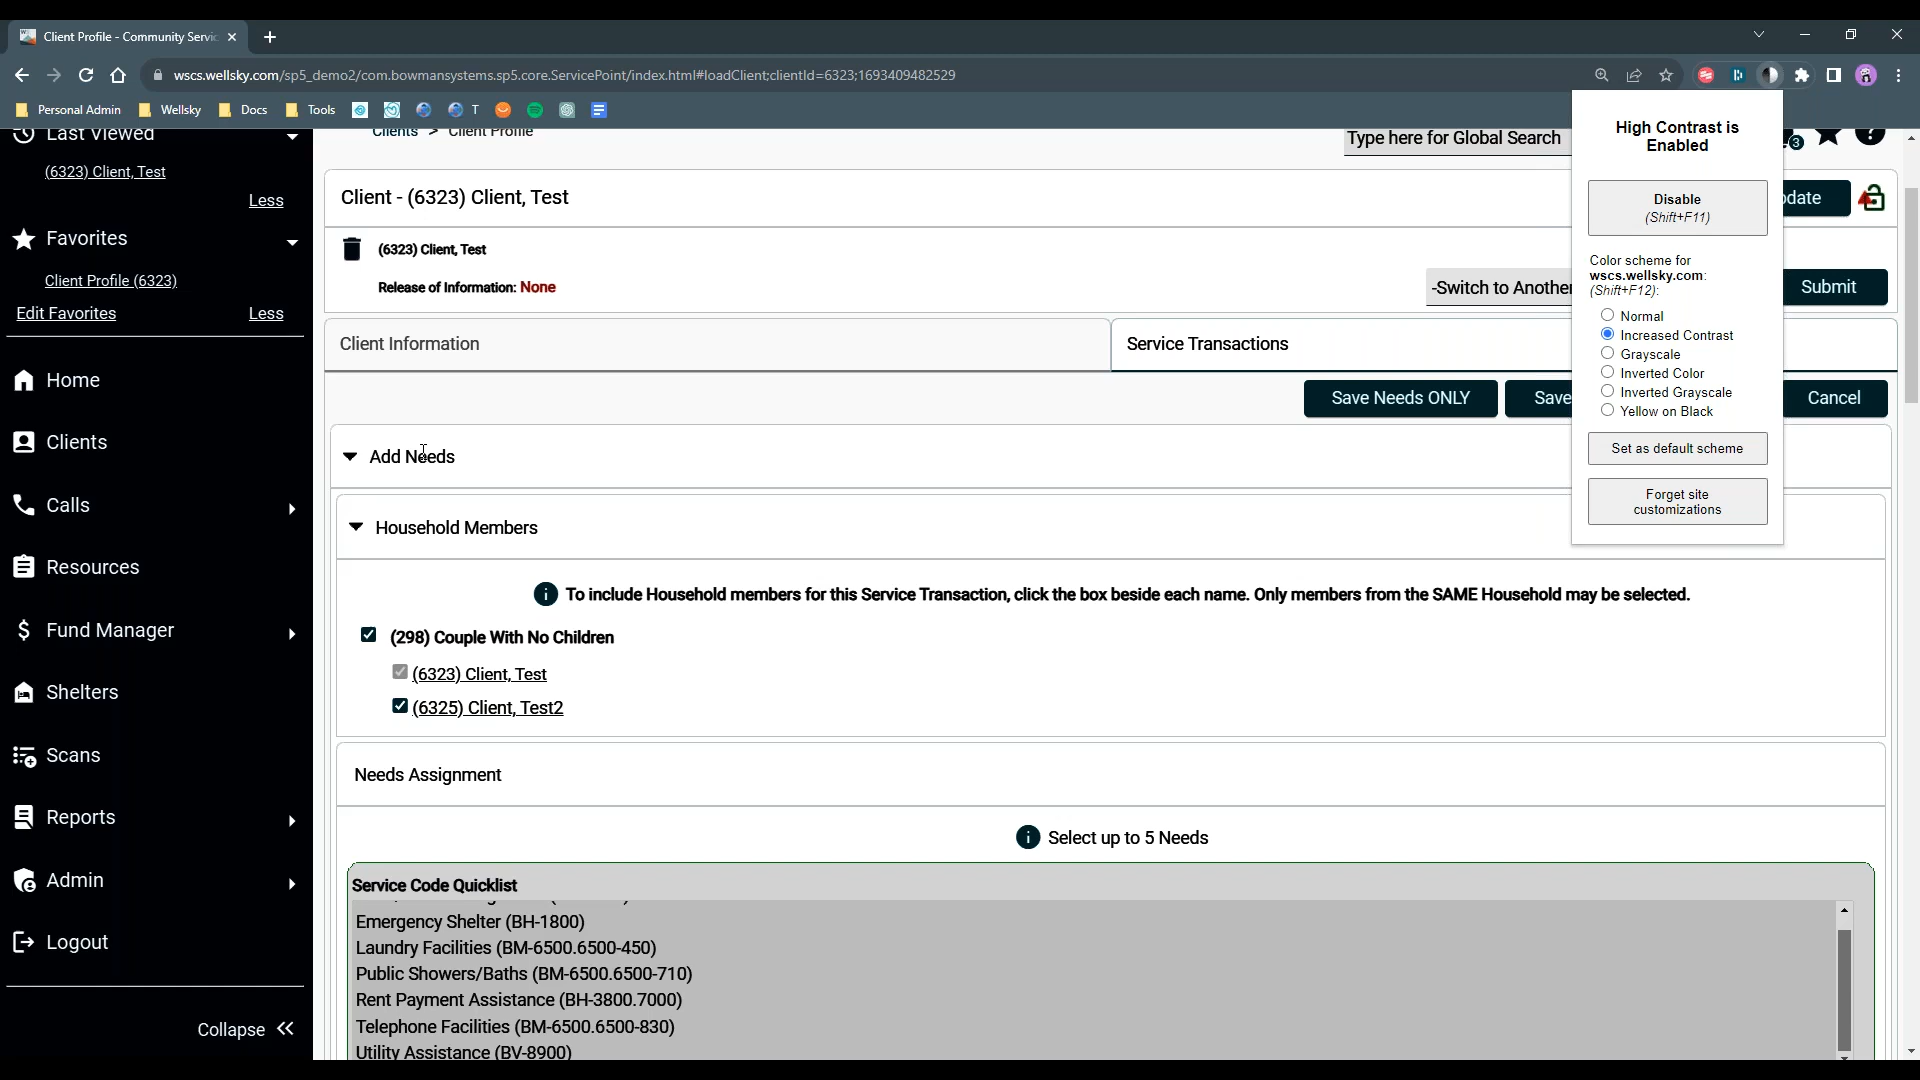 Client Profile - Community Servic
wscs.wellsky.com/sp5_demo2/com.bowmansystems.sp5.core.ServicePoint/index.html#loadClient;clientId=6323;1693409482529
Personal Admin
Wellsky
Docs
Tools
T
Last Viewed
(6323) Client, Test
Less
Favorites
Client Profile (6323)
Edit Favorites
Less
Home
Clients
Calls
Resources
Fund Manager
Shelters
Scans
Reports
Admin
Logout
Collapse
Clients > Client Profile
Type here for Global Search
3
Client - (6323) Client, Test
date
(6323) Client, Test
Release of Information: None
-Switch to Another
Submit
Client Information
Service Transactions
Save Needs ONLY
Save
Cancel
Add Needs
Household Members
i To include Household members for this Service Transaction, click the box beside each name. Only members from the SAME Household may be selected.
(298) Couple With No Children
(6323) Client, Test
(6325) Client, Test2
Needs Assignment
i Select up to 5 Needs
Service Code Quicklist
Emergency Shelter (BH-1800)
Laundry Facilities (BM-6500.6500-450)
Public Showers/Baths (BM-6500.6500-710)
Rent Payment Assistance (BH-3800.7000)
Telephone Facilities (BM-6500.6500-830)
Utility Assistance (BV-8900)
High Contrast is
Enabled
Disable
(Shift+F11)
Color scheme for
wscs.wellsky.com:
(Shift+F12):
Normal
Increased Contrast
Grayscale
Inverted Color
Inverted Grayscale
Yellow on Black
Set as default scheme
Forget site
customizations